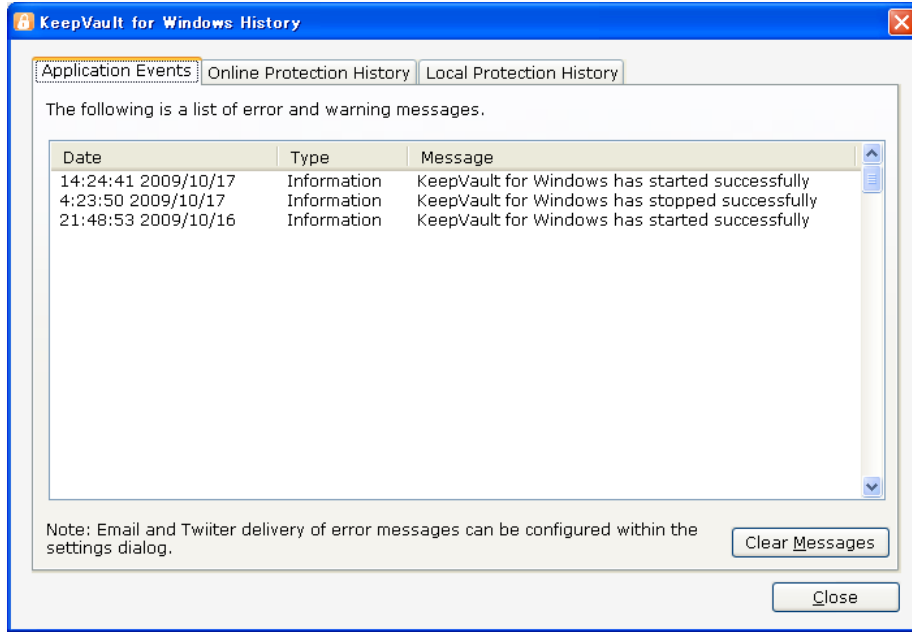 KeepVault for Windows History
Application Events Online Protection History Local Protection History
The following is a list of error and warning messages.
Date Type Message
14:24:41 2009/10/17 Information KeepVault for Windows has started successfully
4:23:50 2009/10/17 Information KeepVault for Windows has stopped successfully
21:48:53 2009/10/16 Information KeepVault for Windows has started successfully
Note: Email and Twiiter delivery of error messages can be configured within the
settings dialog.
Clear Messages
Close